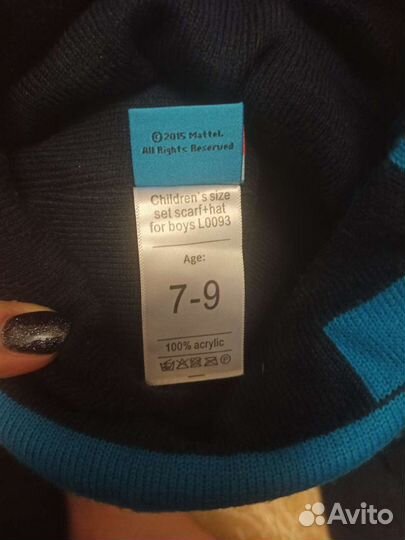 ©2015 Mattel.
All Rights Reserved
Children's size
set scarf+hat
for boys L0093
Age:
7-9
100% acrylic
Avito